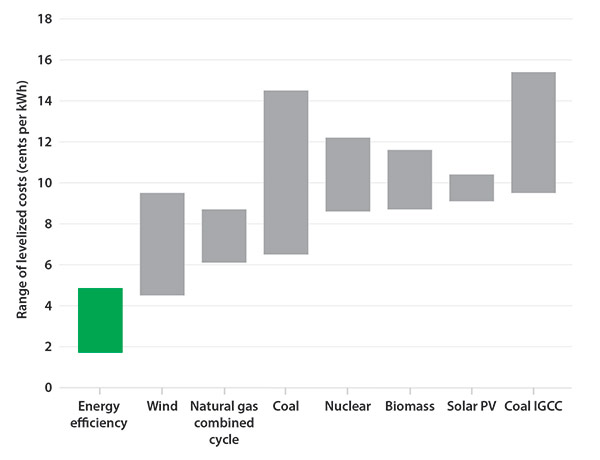 18
16
14
12
10
8
6
4
2
0
Range of levelized costs (cents per kWh)
Energy
efficiency
Wind
Natural gas
combined
cycle
Coal
Nuclear
Biomass
Solar PV
Coal IGCC